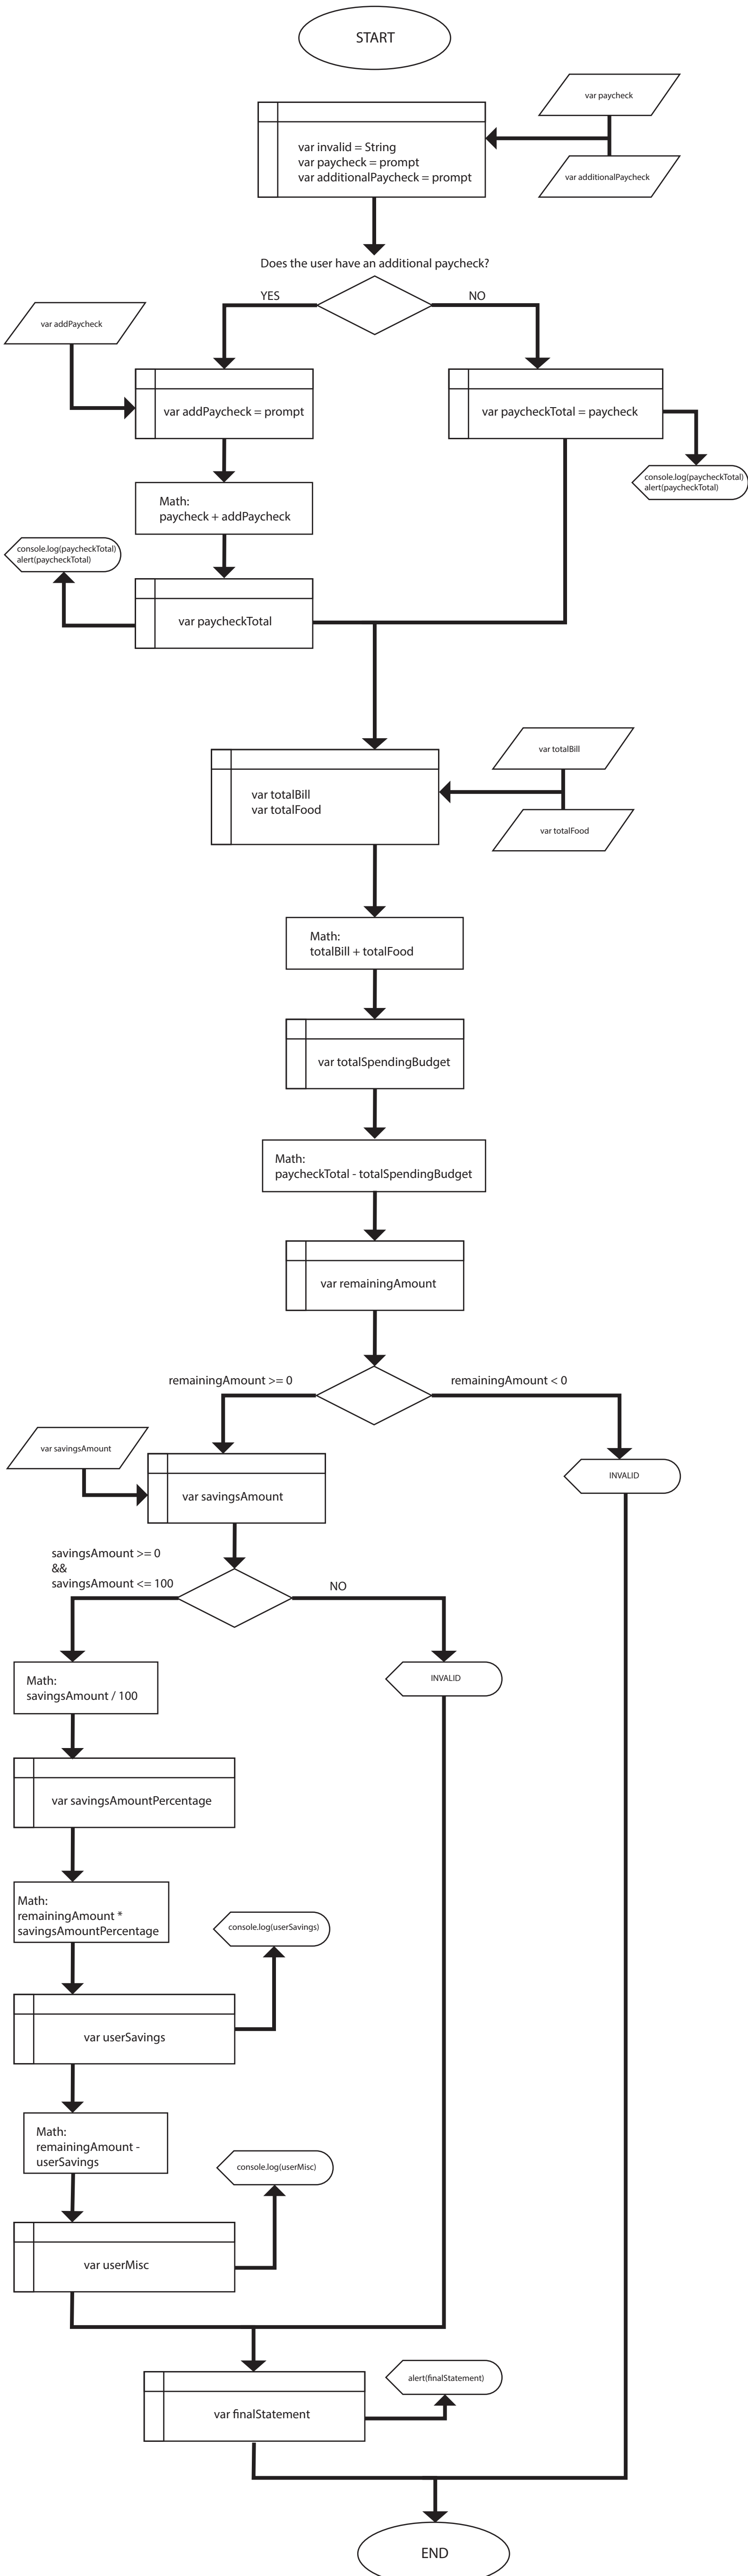 START
var paycheck
var invalid = String
var paycheck = prompt
var additionalPaycheck = prompt
var additionalPaycheck
Does the user have an additional paycheck?
YES
NO
var addPaycheck
var addPaycheck = prompt
var paycheckTotal = paycheck
console.log(paycheckTotal)
alert(paycheckTotal)
Math:
paycheck + addPaycheck
console.log(paycheckTotal)
alert(paycheckTotal)
var paycheckTotal
var totalBill
var totalBill
var totalFood
var totalFood
Math:
totalBill + totalFood
var totalSpendingBudget
Math:
paycheckTotal - totalSpendingBudget
var remainingAmount
remainingAmount >= 0
remainingAmount < 0
var savingsAmount
var savingsAmount
INVALID
savingsAmount >= 0
&&
savingsAmount <= 100
NO
Math:
savingsAmount / 100
INVALID
var savingsAmountPercentage
Math:
remainingAmount *
savingsAmountPercentage
console.log(userSavings)
var userSavings
Math:
remainingAmount -
userSavings
console.log(userMisc)
var userMisc
alert(finalStatement)
var finalStatement
END